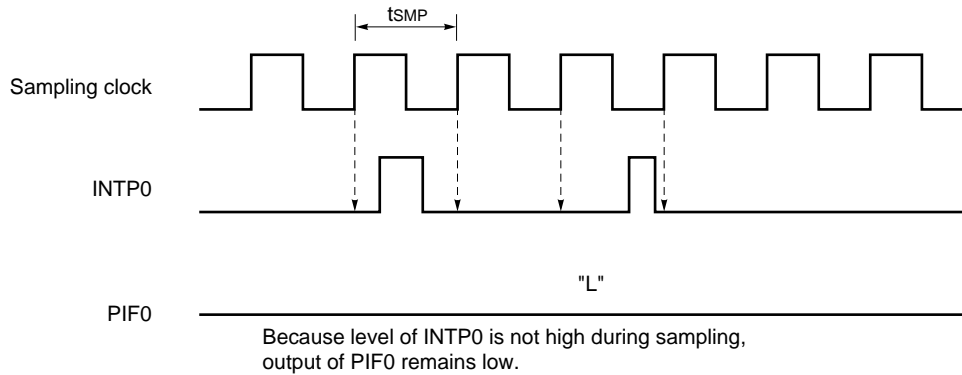 tSMP
Sampling clock
INTP0
"L"
PIF0
Because level of INTP0 is not high during sampling,
output of PIF0 remains low.